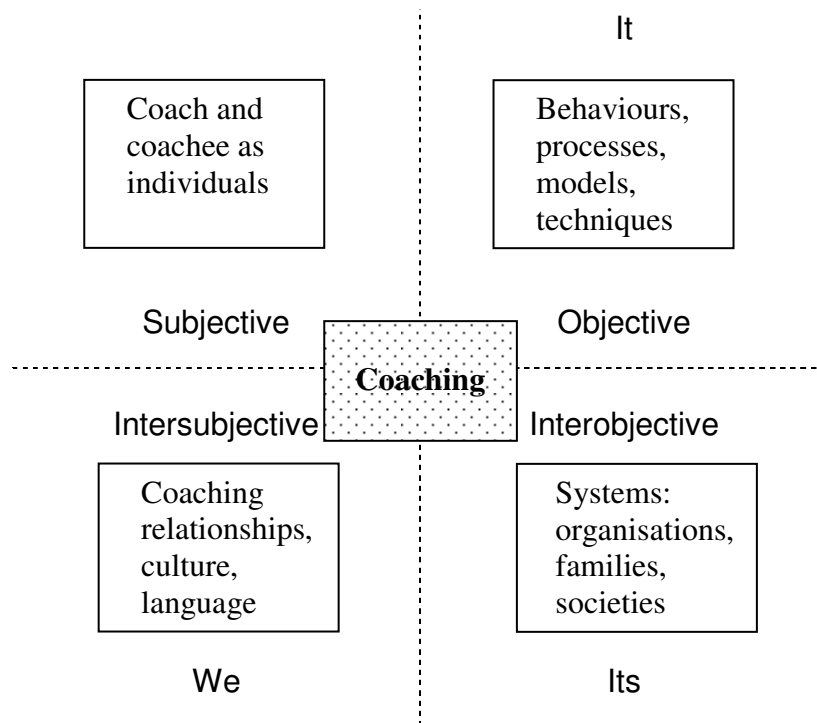 It
Coach and
coachee as
individuals
Behaviours,
processes,
models,
techniques
Subjective
Objective
Coaching
Intersubjective
Interobjective
Coaching
relationships,
culture,
language
Systems:
organisations,
families,
societies
We
Its